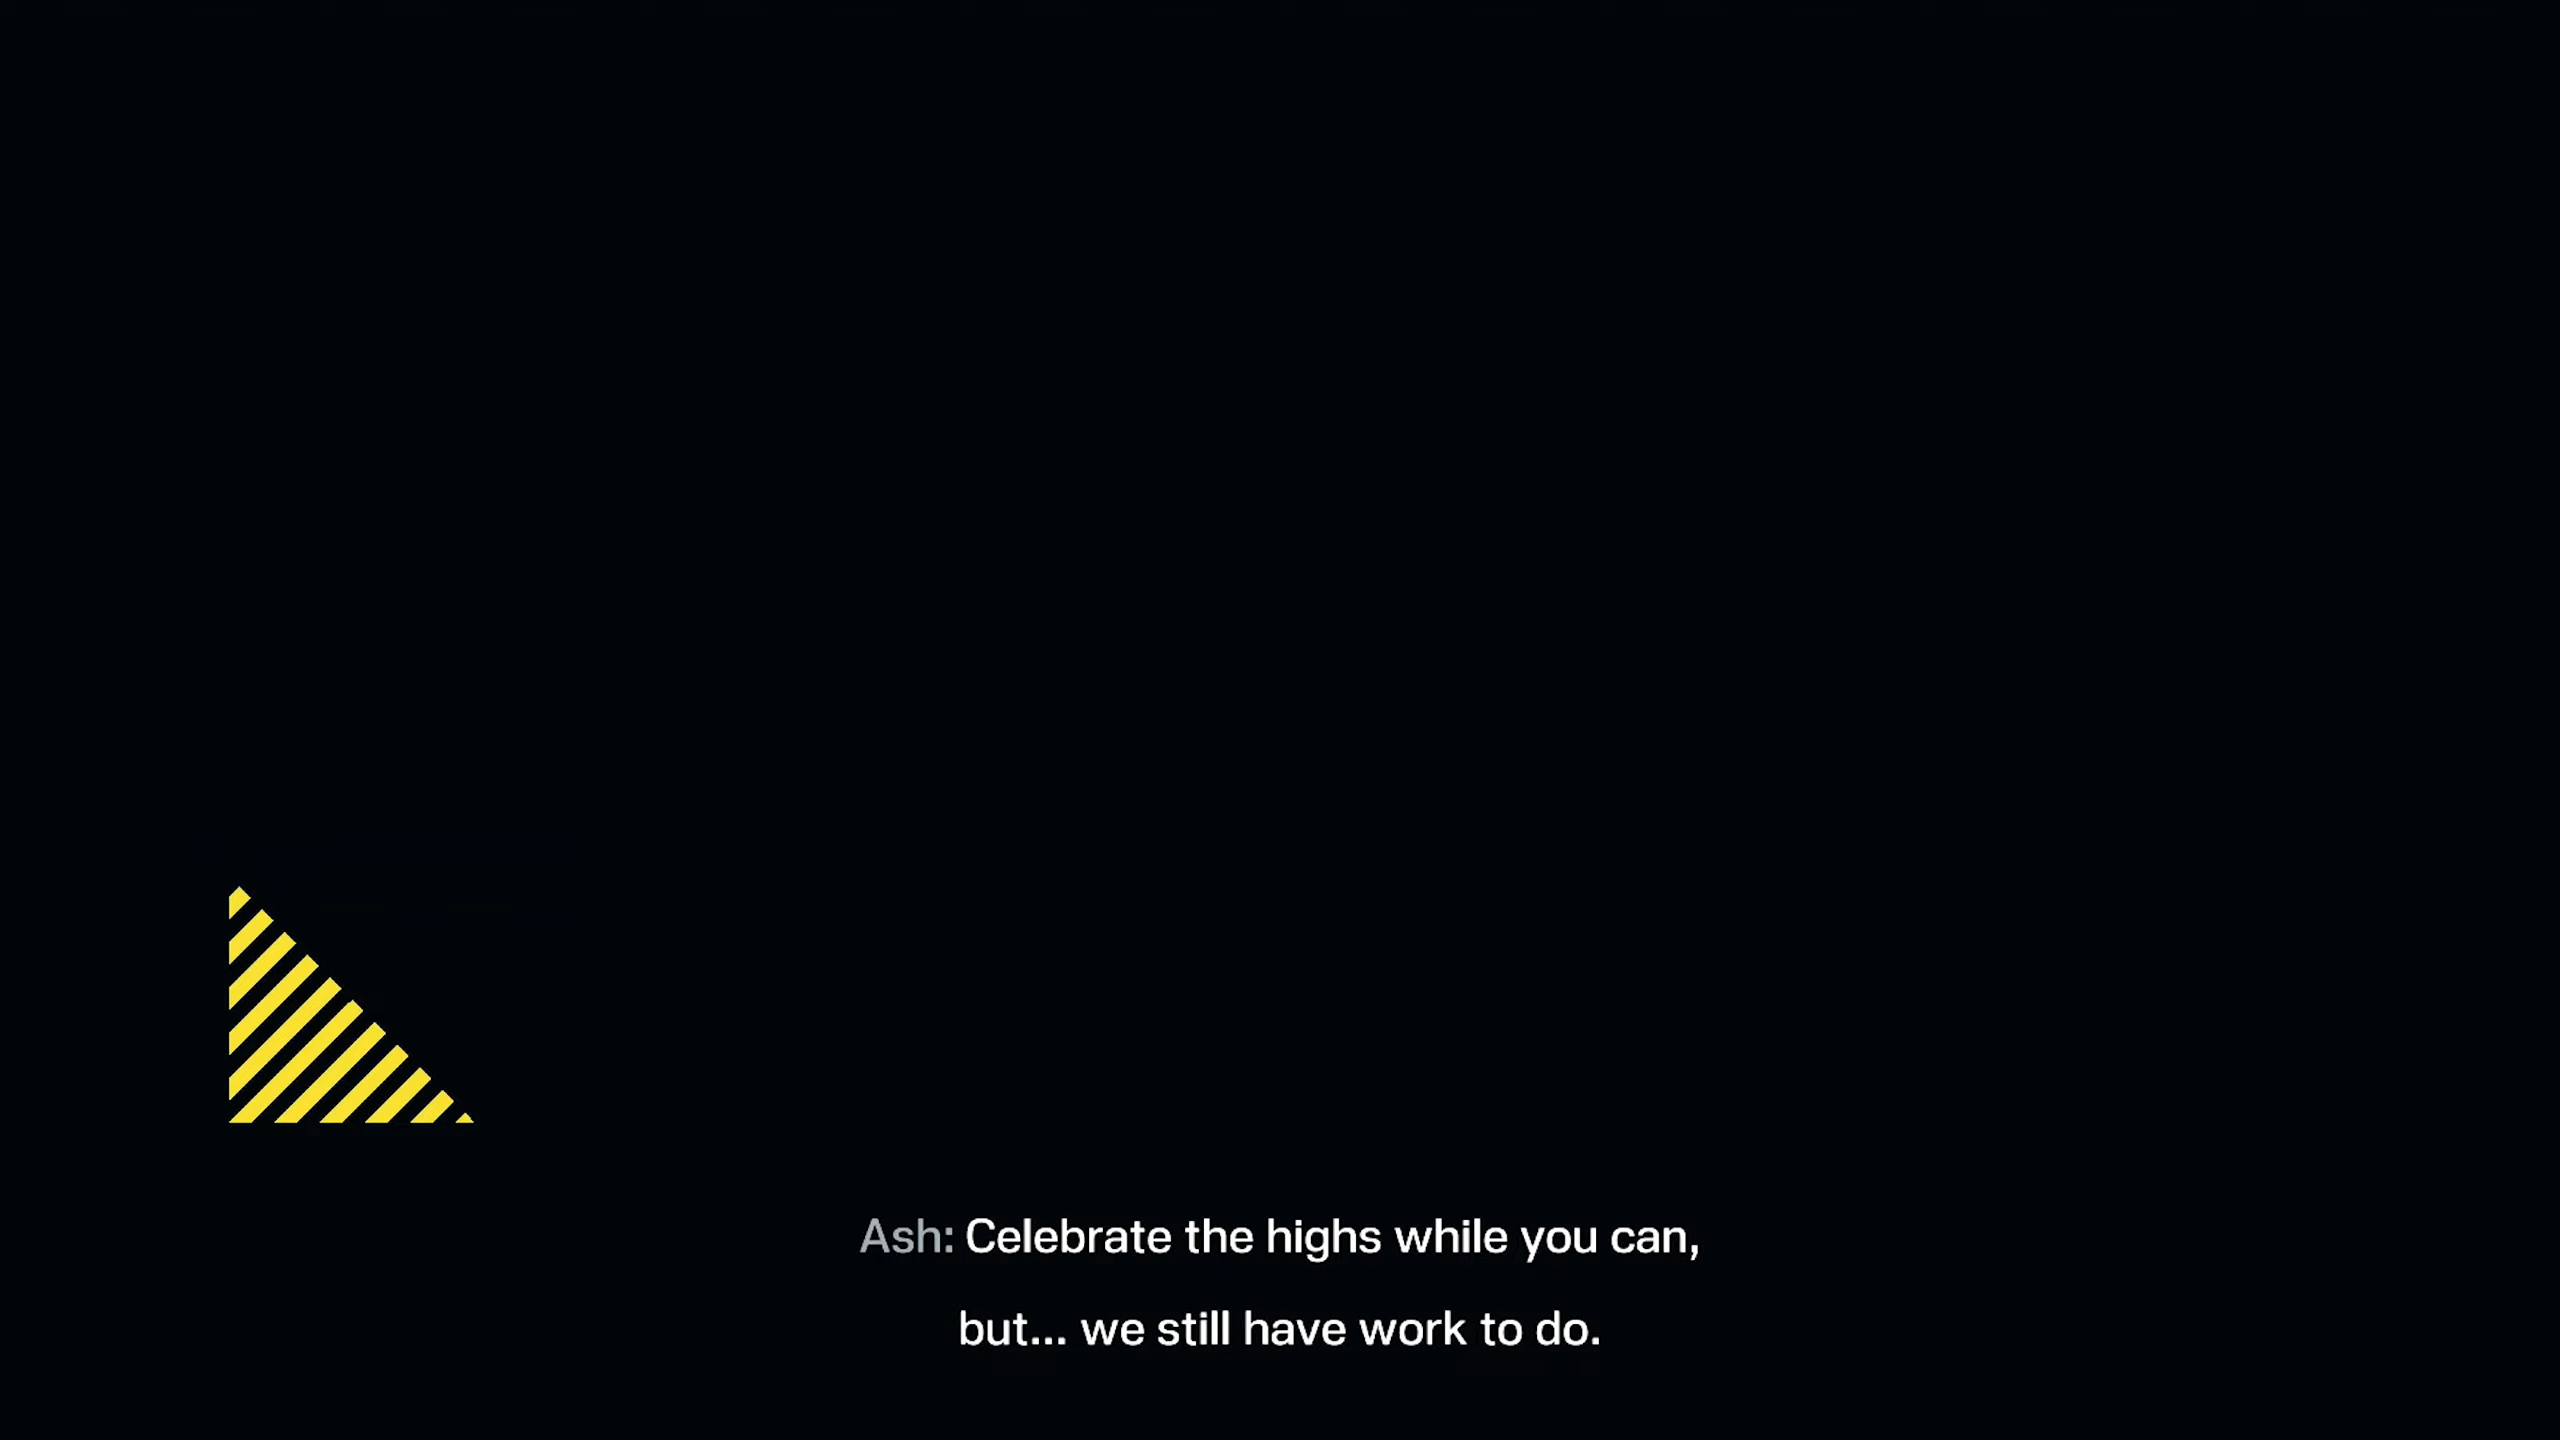 Ash: Celebrate the highs while you can,
but... we still have work to do.